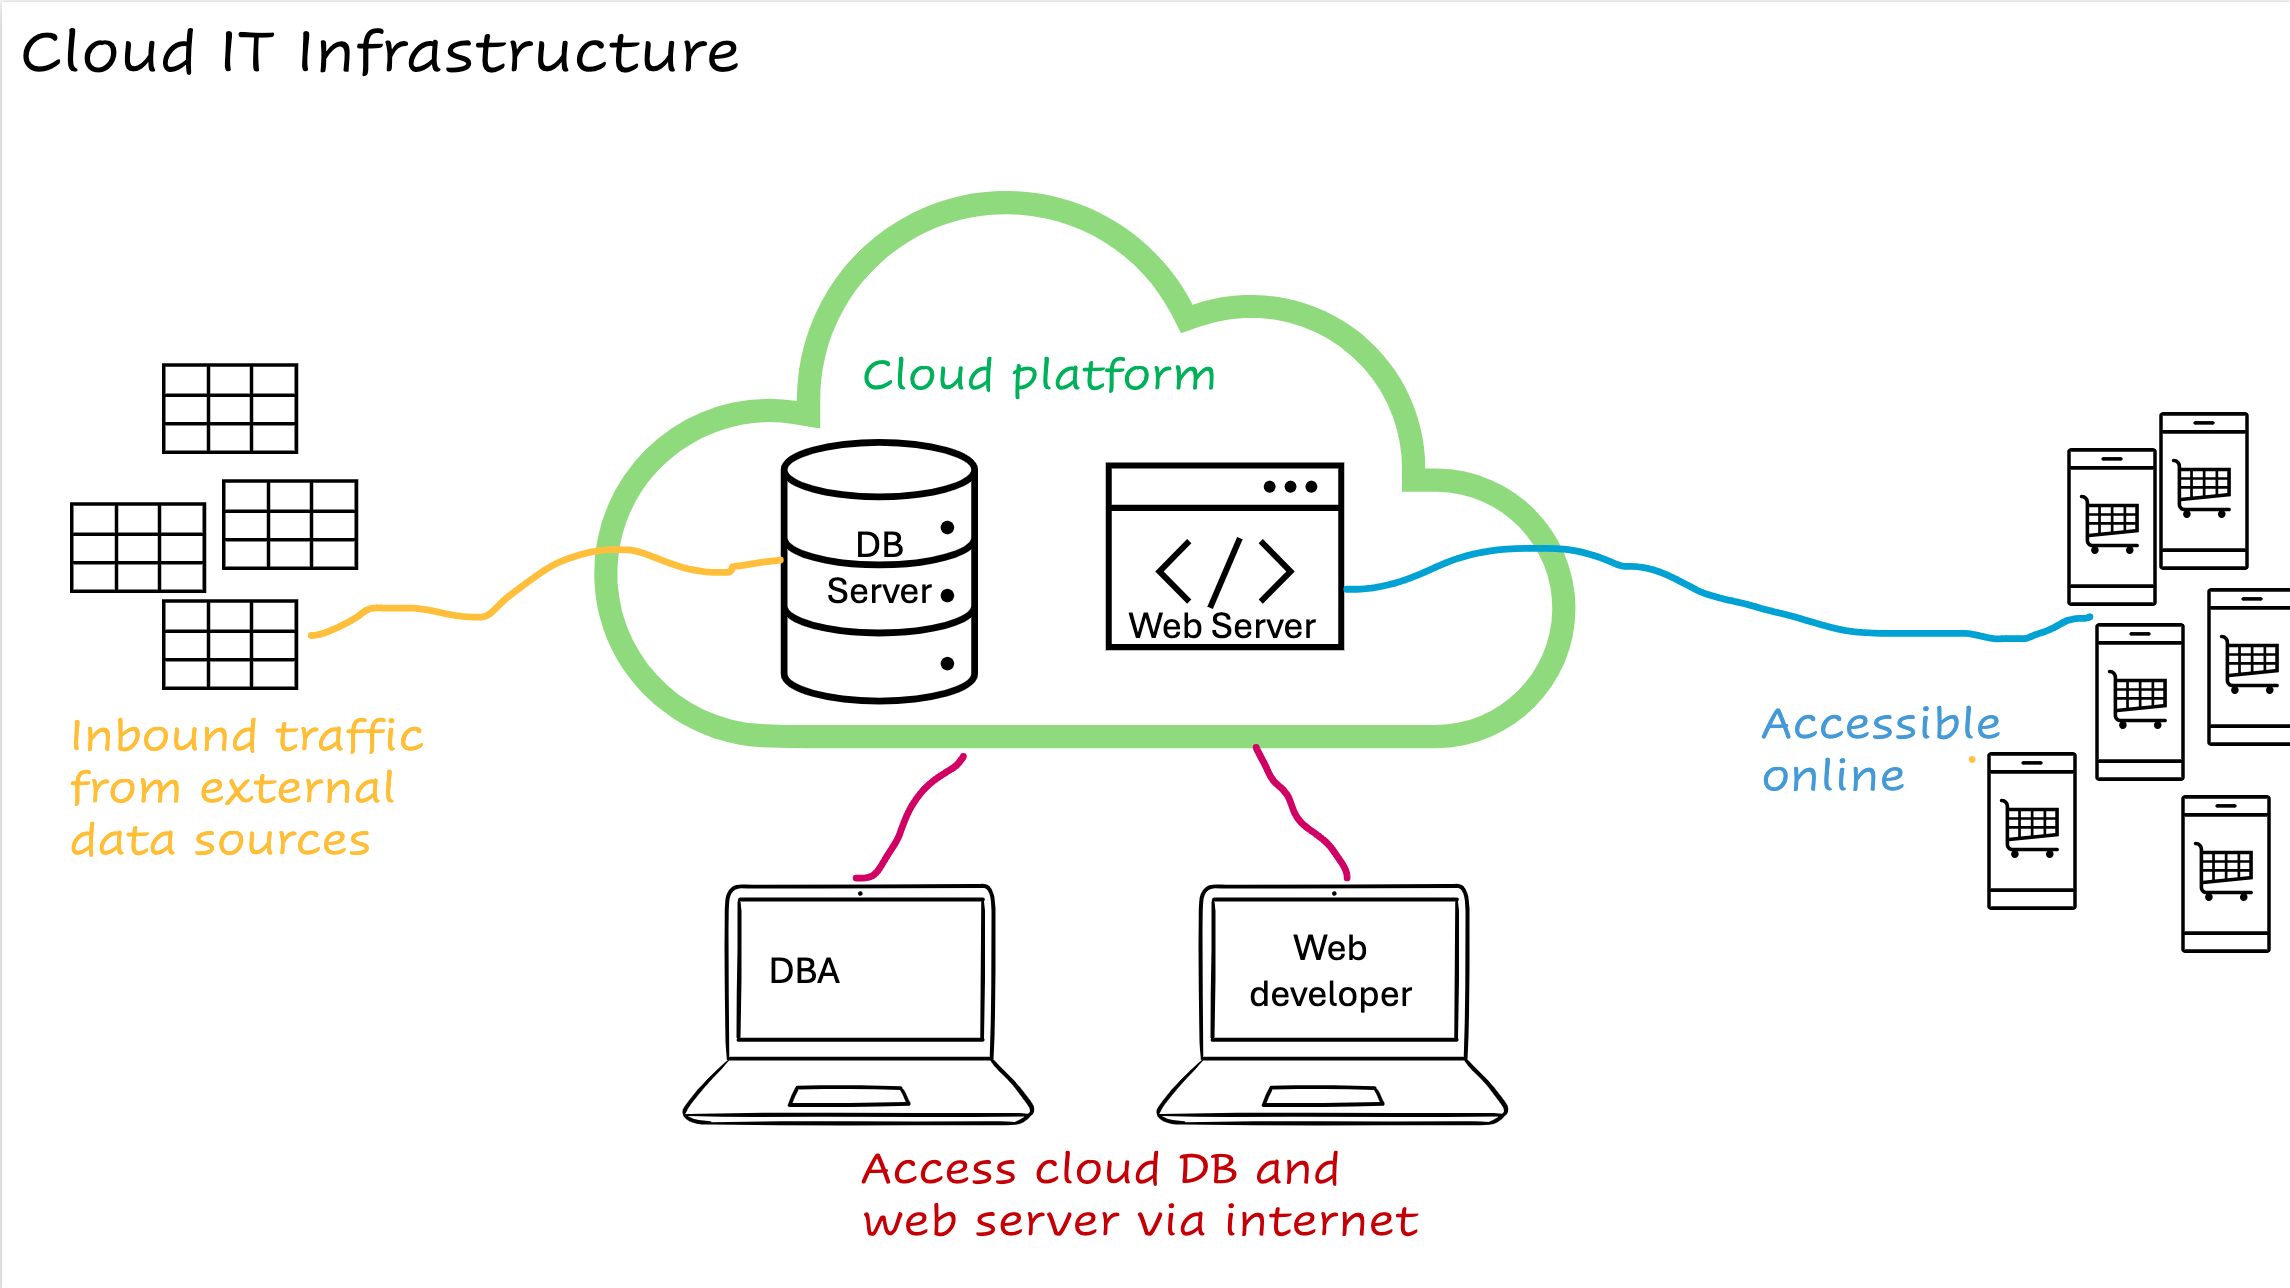 Cloud IT Infrastructure
Cloud platform
DB
Server
</>
Web Server
Inbound traffic
from external
data sources
Accessible
online
DBA
Web
developer
Access cloud DB and
web server via internet